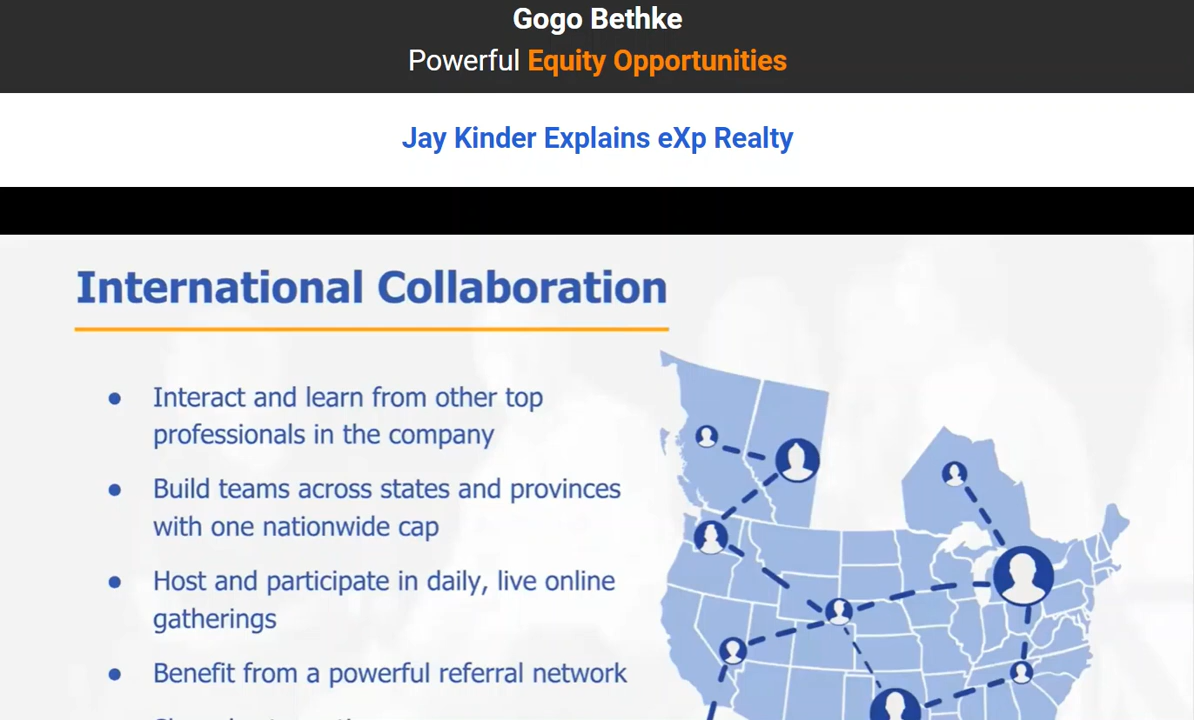 Gogo Bethke
Powerful Equity Opportunities
Jay Kinder Explains eXp Realty
International Collaboration
• Interact and learn from other top
professionals in the company
• Build teams across states and provinces
with one nationwide cap
• Host and participate in daily, live online
gatherings
• Benefit from a powerful referral network